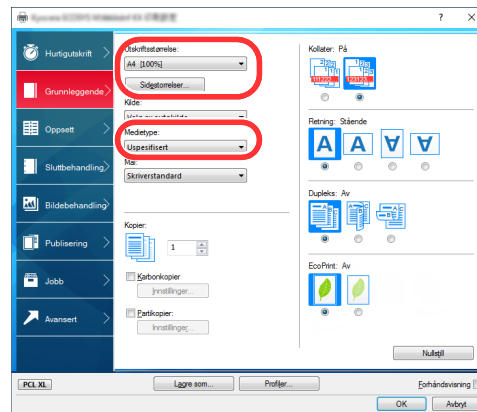 Kyocera ECOSYS
?
Hurtigutskrift
Grunnleggende
Oppsett
Sluttbehandling
Bildebehandling
Publisering
Jobb
Avansert
Utskriftsstørrelse:
A4 [100%]
Sidestørrelser...
Kilde:
Medietype:
Uspesifisert
Mål:
Skriverstandard
Kopier:
1
Karbonkopier
Innstillinger...
Partikopier:
Innstillinger...
Kollater: På
Retning: Stående
A A A A
Dupleks: Av
EcoPrint: Av
Nullstill
PCL XL
Lagre som...
Profiler...
Forhåndsvisning
OK
Avbryt